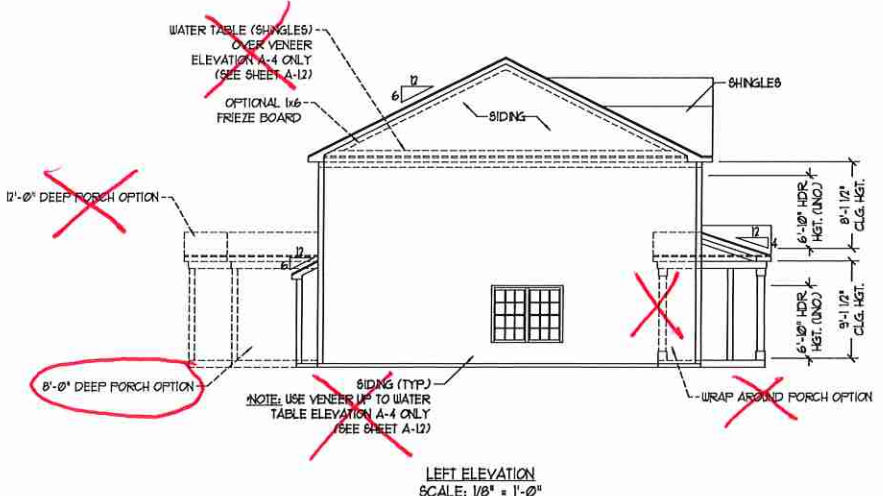 WATER TABLE (SHINGLES)
OVER VENEER
ELEVATION A-4 ONLY
(SEE SHEET A-1.2)
12
6
OPTIONAL 1x6
FRIEZE BOARD
SIDING
SHINGLES
12'-0" DEEP PORCH OPTION
12
6
12
4
6'-10" HDR.
HGT. (UNO.)
8'-1 1/2"
CLG. HGT.
6'-10" HDR.
HGT. (UNO.)
9'-1 1/2"
CLG. HGT.
8'-0" DEEP PORCH OPTION
SIDING (TYP.)
*NOTE: USE VENEER UP TO WATER
TABLE ELEVATION A-4 ONLY
(SEE SHEET A-1.2)
WRAP AROUND PORCH OPTION
LEFT ELEVATION
SCALE: 1/8" = 1'-0"